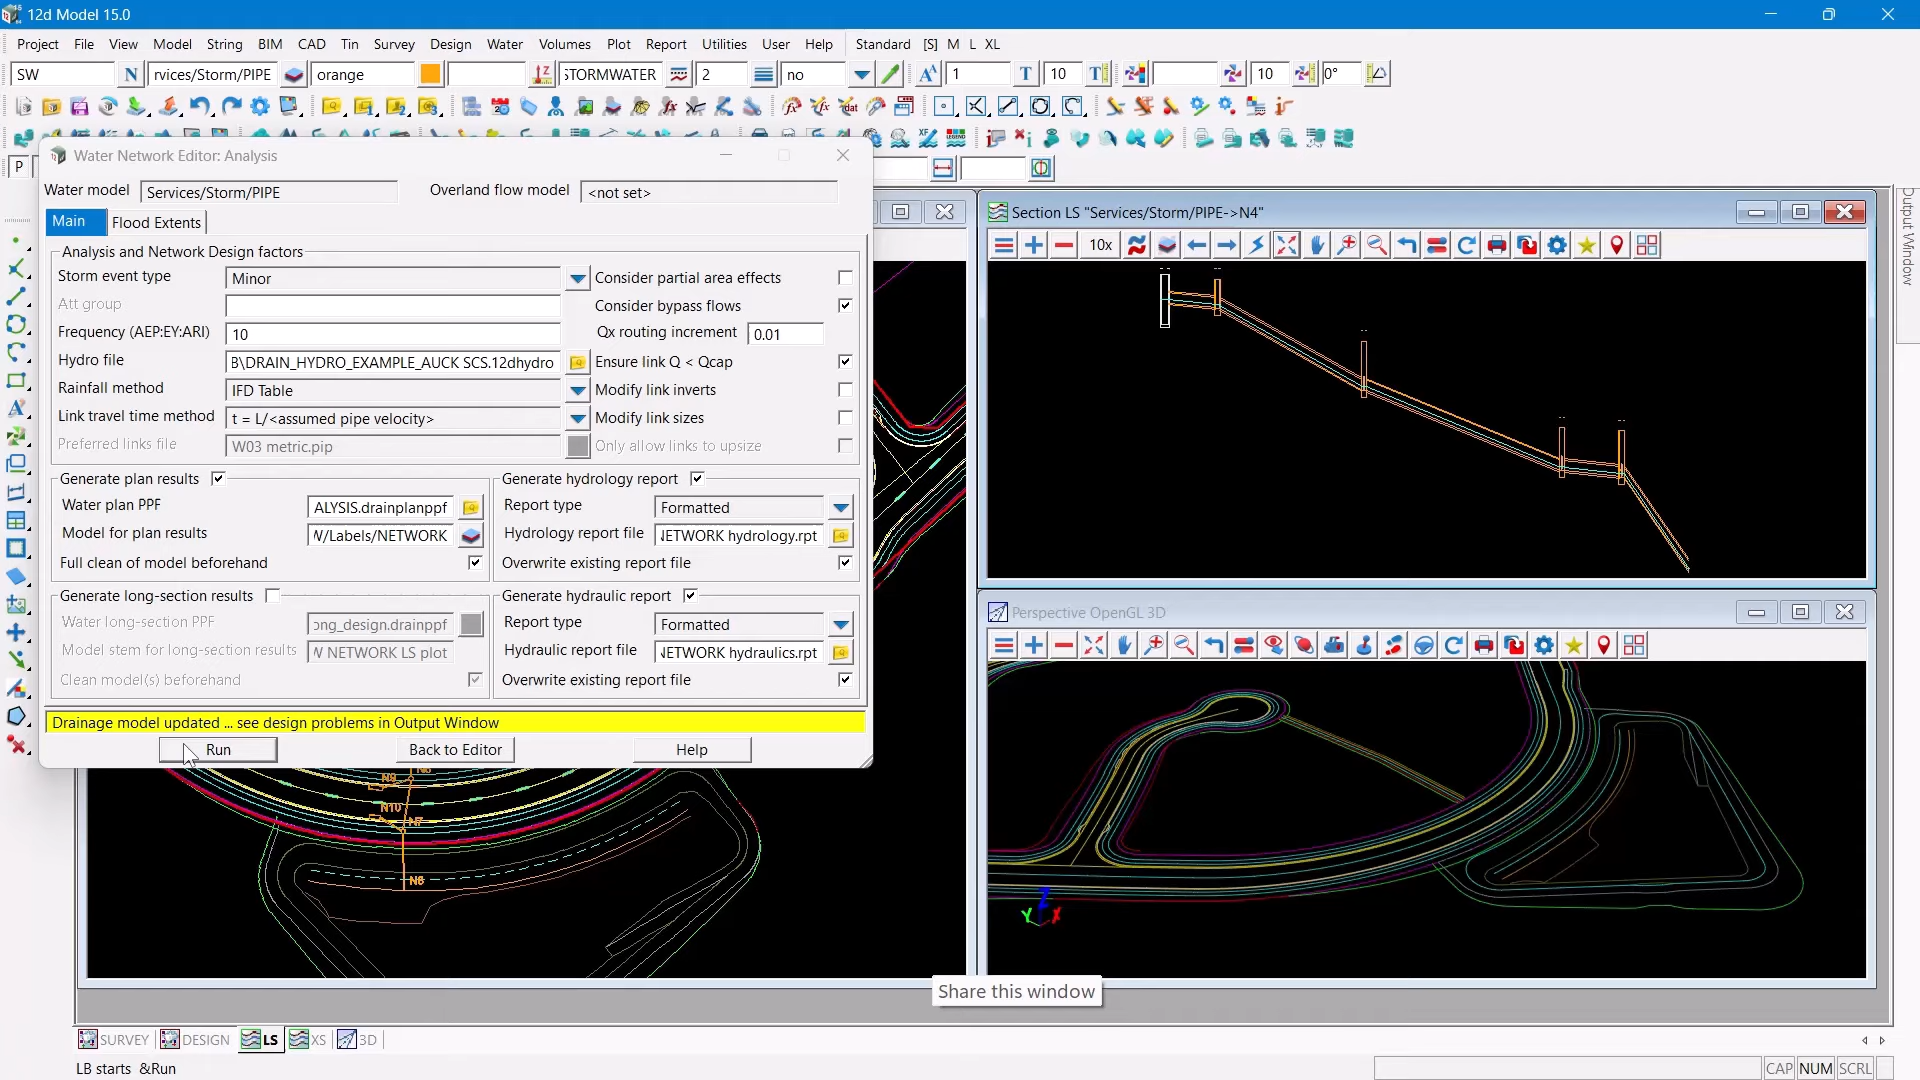 12d Model 15.0
Project File View Model String BIM CAD Tin Survey Design Water Volumes Plot Report Utilities User Help Standard [S] M L XL
SW N rvices/Storm/PIPE orange STORMWATER 2 no 1 T 10 10 0°
P
Water Network Editor: Analysis
Water model Services/Storm/PIPE Overland flow model <not set>
Main Flood Extents
Analysis and Network Design factors
Storm event type Minor Consider partial area effects
Att group Consider bypass flows
Frequency (AEP:EY:ARI) 10 Qx routing increment 0.01
Hydro file B\DRAIN_HYDRO_EXAMPLE_AUCK SCS.12dhydro Ensure link Q < Qcap
Rainfall method IFD Table Modify link inverts
Link travel time method t = L/<assumed pipe velocity> Modify link sizes
Preferred links file W03 metric.pip Only allow links to upsize
Generate plan results Generate hydrology report
Water plan PPF ALYSIS.drainplanppf Report type Formatted
Model for plan results W/Labels/NETWORK Hydrology report file NETWORK hydrology.rpt
Full clean of model beforehand Overwrite existing report file
Generate long-section results Generate hydraulic report
Water long-section PPF ong_design.drainppf Report type Formatted
Model stem for long-section results W NETWORK LS plot Hydraulic report file NETWORK hydraulics.rpt
Clean model(s) beforehand Overwrite existing report file
Drainage model updated ... see design problems in Output Window
Run Back to Editor Help
Section LS "Services/Storm/PIPE->N4"
10x
Output Window
Perspective OpenGL 3D
N9
N10
N7
N6
Z
Y X
Share this window
SURVEY DESIGN LS XS 3D
LB starts &Run CAP NUM SCRL